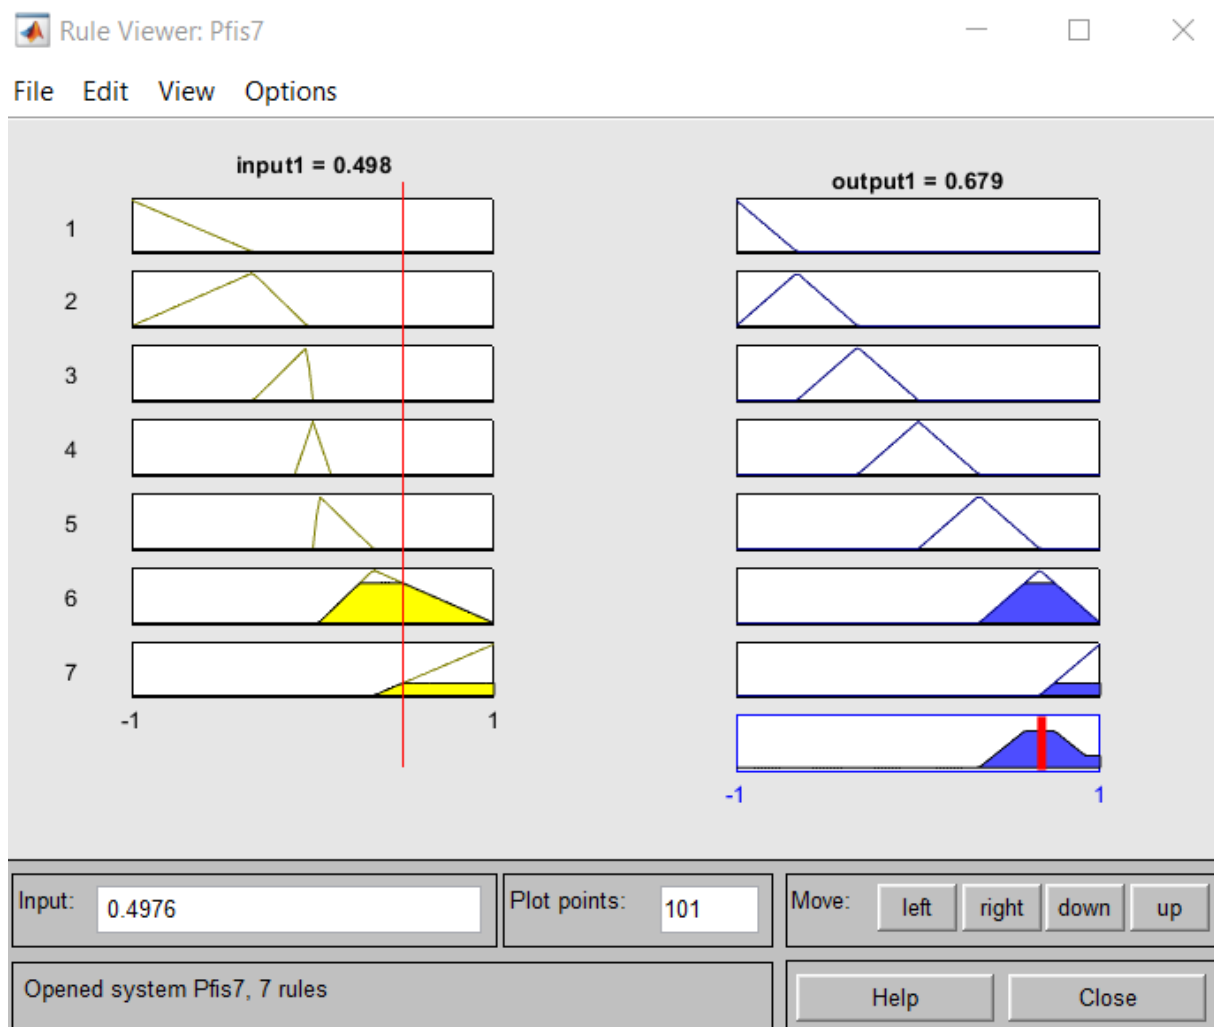 Rule Viewer: Pfis7
File Edit View Options
input1 = 0.498
output1 = 0.679
1
2
3
4
5
6
7
-1 1
-1 1
Input: 0.4976
Plot points: 101
Move: left right down up
Opened system Pfis7, 7 rules
Help Close